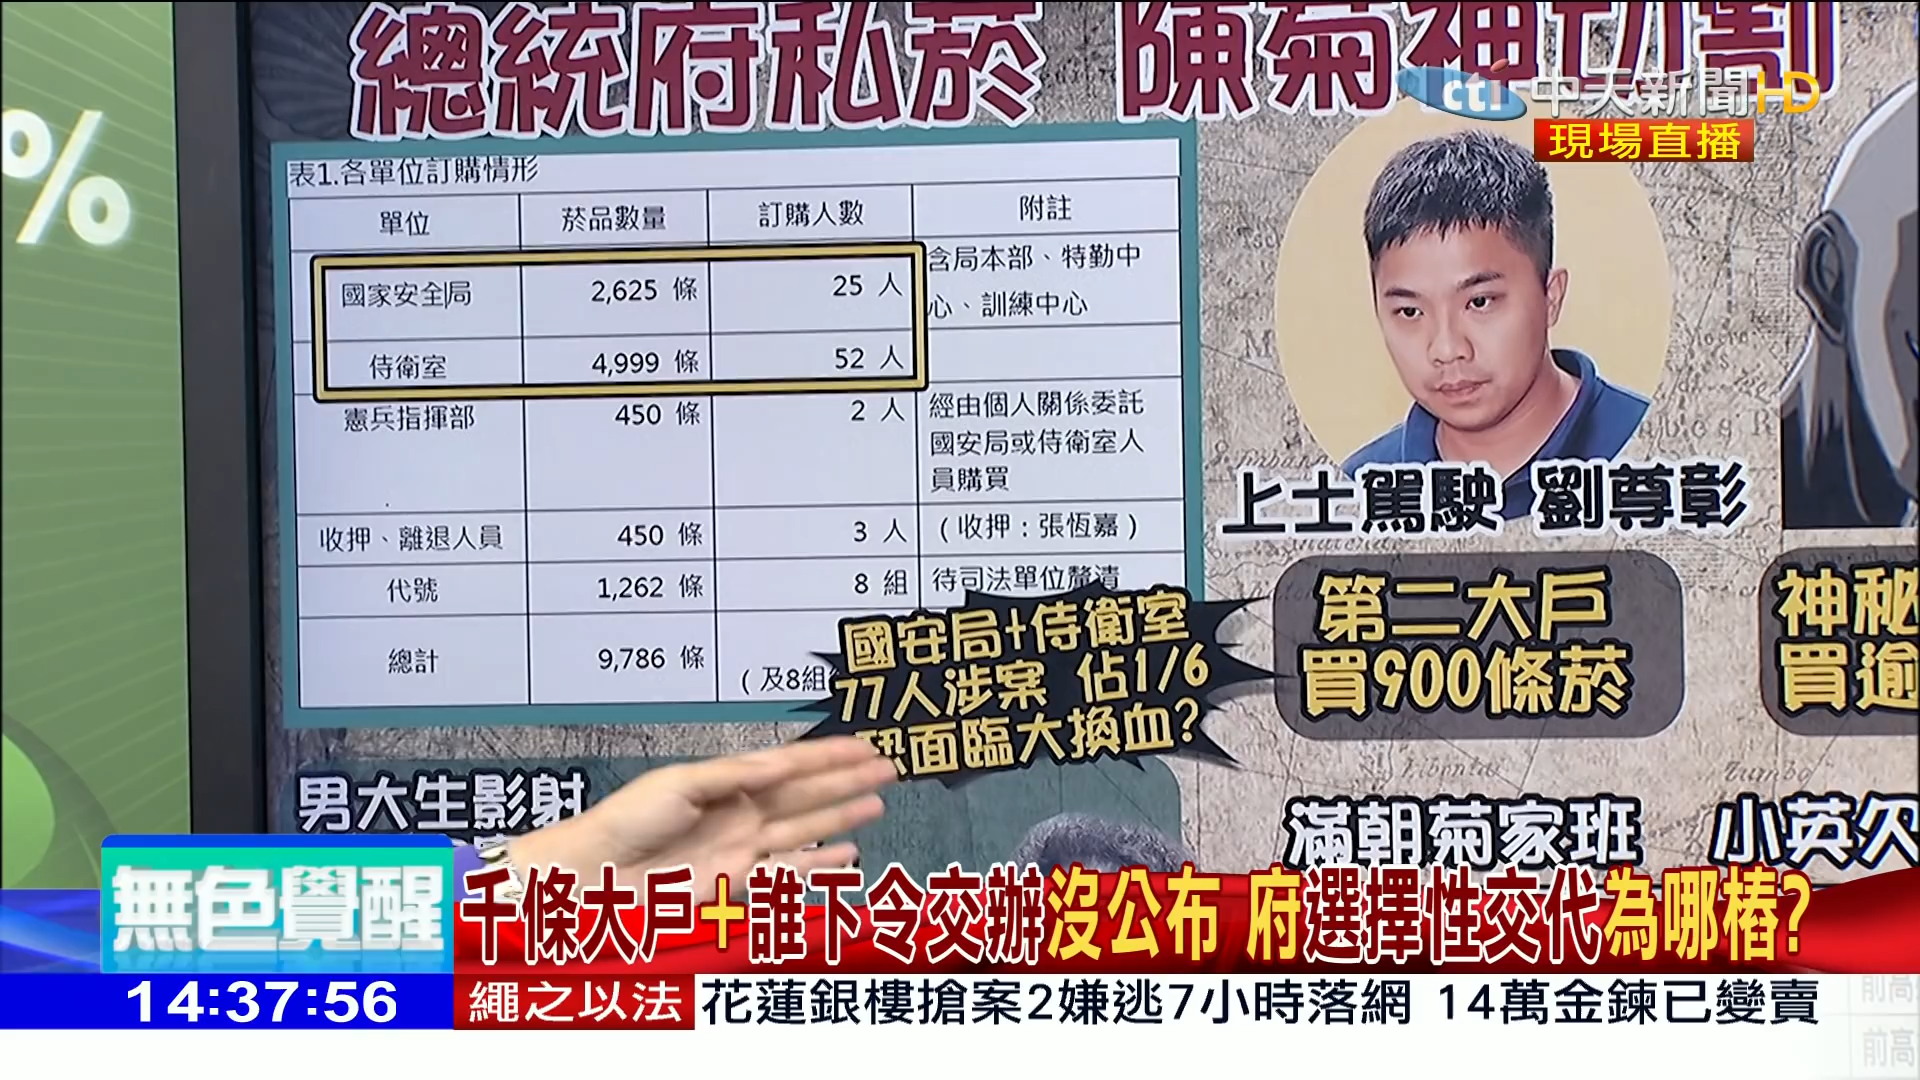 總統府私菸 陳菊神切割
cti 中天新聞HD
現場直播
%
表1.各單位訂購情形
單位 菸品數量 訂購人數 附註
國家安全局 2,625 條 25 人 含局本部、特勤中
心、訓練中心
侍衛室 4,999 條 52 人
憲兵指揮部 450 條 2 人 經由個人關係委託
國安局或侍衛室人
員購買
收押、離退人員 450 條 3 人 (收押:張恆嘉)
代號 1,262 條 8 組 待司法單位釐清
總計 9,786 條 (及8組
國安局+侍衛室
77人涉案 佔1/6
恐面臨大換血?
上士駕駛 劉尊彰
第二大戶
買900條菸
神秘
買逾
男大生影射
滿朝菊家班
小英欠
無色覺醒
千條大戶+誰下令交辦沒公布 府選擇性交代為哪樁?
14:37:56
繩之以法 花蓮銀樓搶案2嫌逃7小時落網 14萬金鍊已變賣
前高
前高